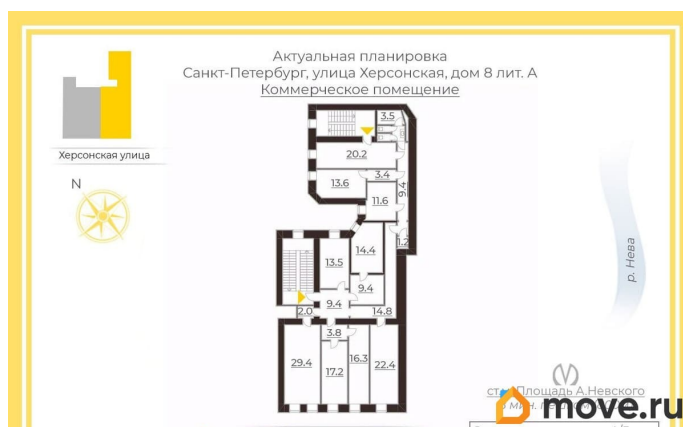 Актуальная планировка
Санкт-Петербург, улица Херсонская, дом 8 лит. А
Коммерческое помещение
Херсонская улица
N
3.5
20.2
3.4
13.6
9.4
11.6
1.2
14.4
13.5
9.4
9.4
2.0
14.8
3.8
29.4
16.3
22.4
17.2
р. Нева
Площадь А.Невского
move.ru